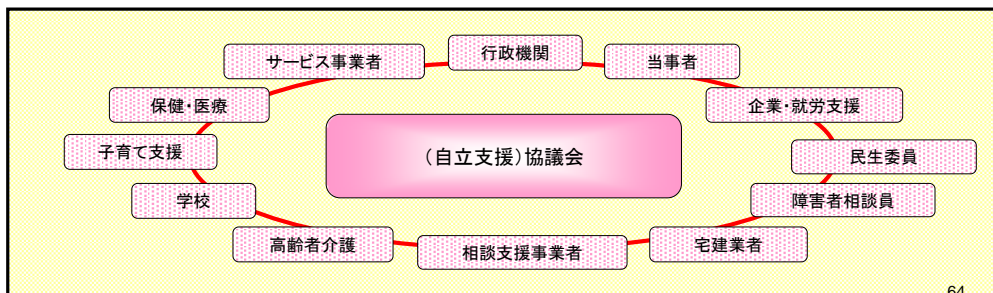 行政機関
サービス事業者
当事者
保健・医療
企業・就労支援
子育て支援
（自立支援）協議会
民生委員
学校
障害者相談員
高齢者介護
相談支援事業者
宅建業者
64